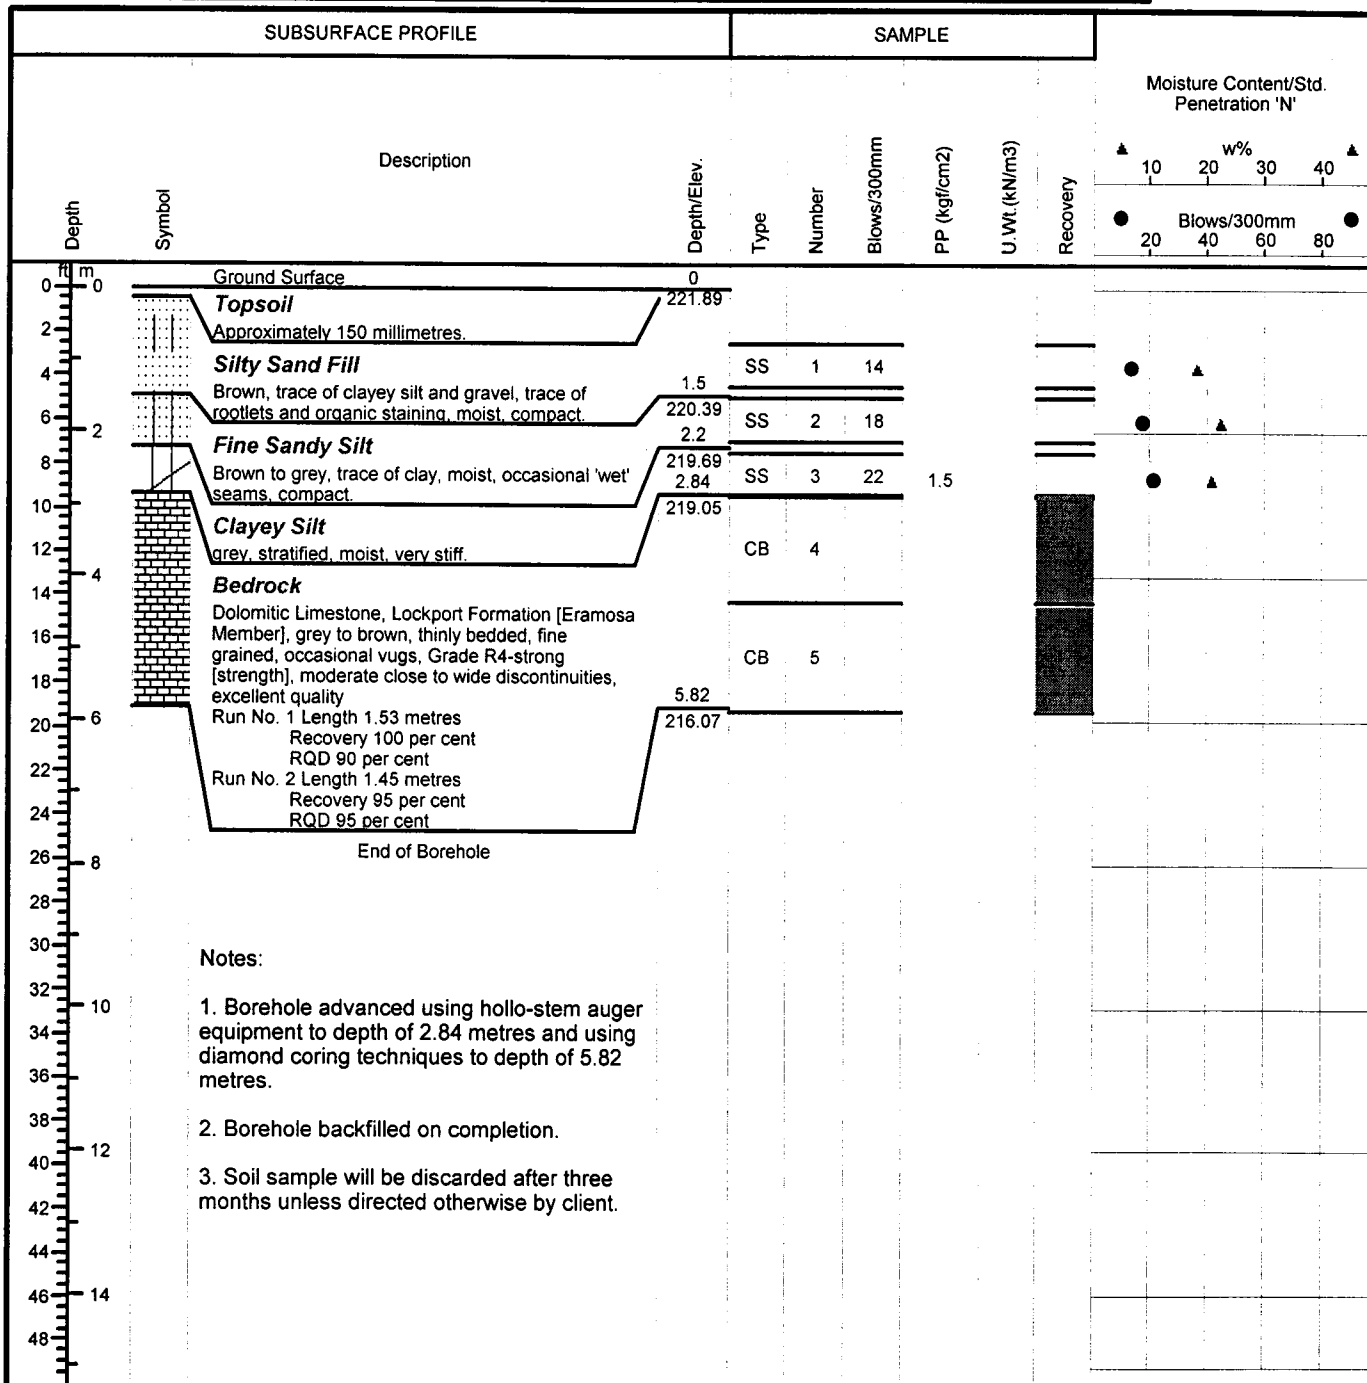 SUBSURFACE PROFILE
SAMPLE
Depth
Symbol
Description
Depth/Elev.
Type
Number
Blows/300mm
PP (kgf/cm2)
U.Wt.(kN/m3)
Recovery
Moisture Content/Std.
Penetration 'N'
w%
10 20 30 40
Blows/300mm
20 40 60 80
ft m
0 0
2
4
6
2
8
10
12
4
14
16
18
20
6
22
24
26
8
28
30
32
10
34
36
38
12
40
42
44
46
14
48
Ground Surface 0
221.89
Topsoil
Approximately 150 millimetres.
Silty Sand Fill
Brown, trace of clayey silt and gravel, trace of
rootlets and organic staining, moist, compact.
1.5
220.39
SS 1 14
Fine Sandy Silt
Brown to grey, trace of clay, moist, occasional 'wet'
seams, compact.
2.2
219.69
SS 2 18
Clayey Silt
grey, stratified, moist, very stiff.
2.84
219.05
SS 3 22 1.5
Bedrock
Dolomitic Limestone, Lockport Formation [Eramosa
Member], grey to brown, thinly bedded, fine
grained, occasional vugs, Grade R4-strong
[strength], moderate close to wide discontinuities,
excellent quality
5.82
216.07
CB 4
CB 5
Run No. 1 Length 1.53 metres
Recovery 100 per cent
RQD 90 per cent
Run No. 2 Length 1.45 metres
Recovery 95 per cent
RQD 95 per cent
End of Borehole
Notes:
1. Borehole advanced using hollo-stem auger
equipment to depth of 2.84 metres and using
diamond coring techniques to depth of 5.82
metres.
2. Borehole backfilled on completion.
3. Soil sample will be discarded after three
months unless directed otherwise by client.